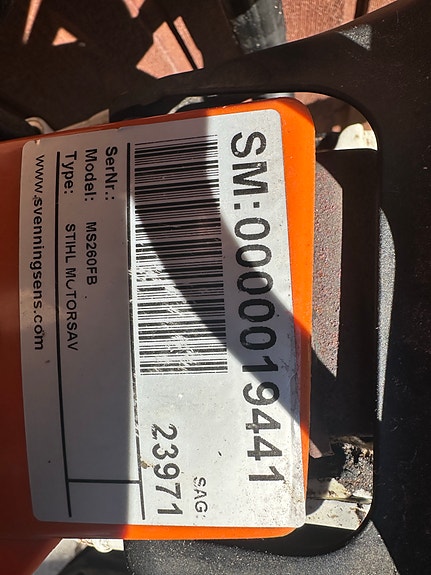 SM:0000019441
SAG:
23971
SerNr.:
Model: MS260FB
Type: STIHL MOTORSAV
www.svenningsens.com